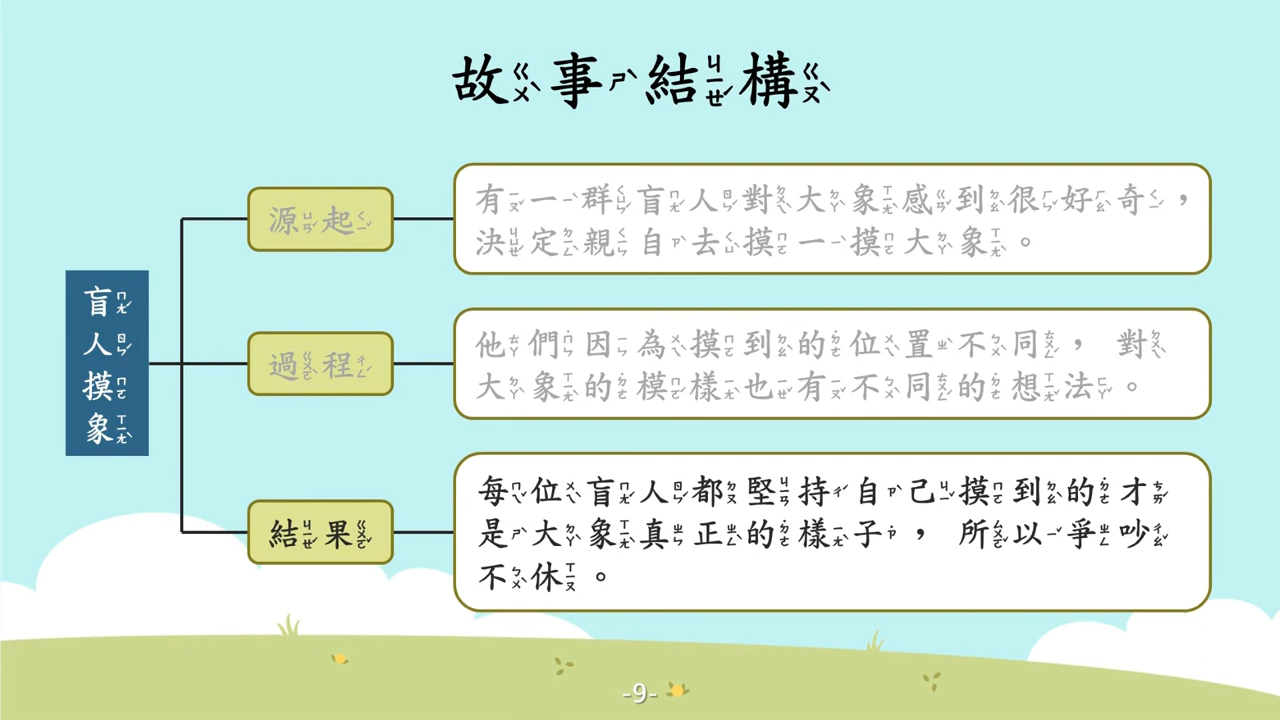 故事結構
盲人摸象
源起
有一群盲人對大象感到很好奇，
決定親自去摸一摸大象。
過程
他們因為摸到的位置不同，對
大象的模樣也有不同的想法。
結果
每位盲人都堅持自己摸到的才
是大象真正的樣子，所以爭吵
不休。
-9-